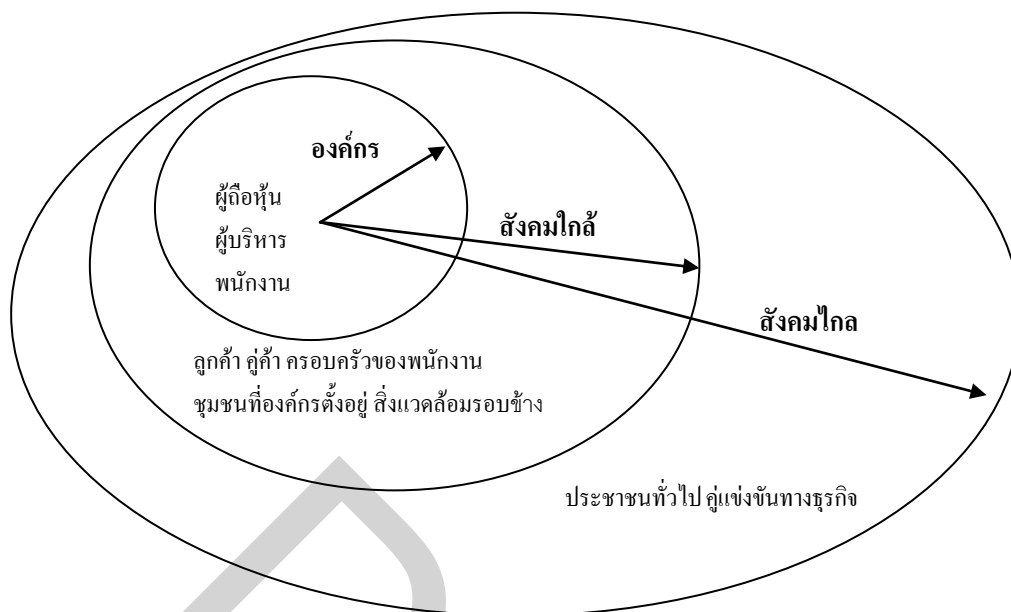 องค์กร
ผู้ถือหุ้น
ผู้บริหาร
พนักงาน
สังคมใกล้
สังคมไกล
ลูกค้า คู่ค้า ครอบครัวของพนักงาน
ชุมชนที่องค์กรตั้งอยู่ สิ่งแวดล้อมรอบข้าง
ประชาชนทั่วไป คู่แข่งขันทางธุรกิจ